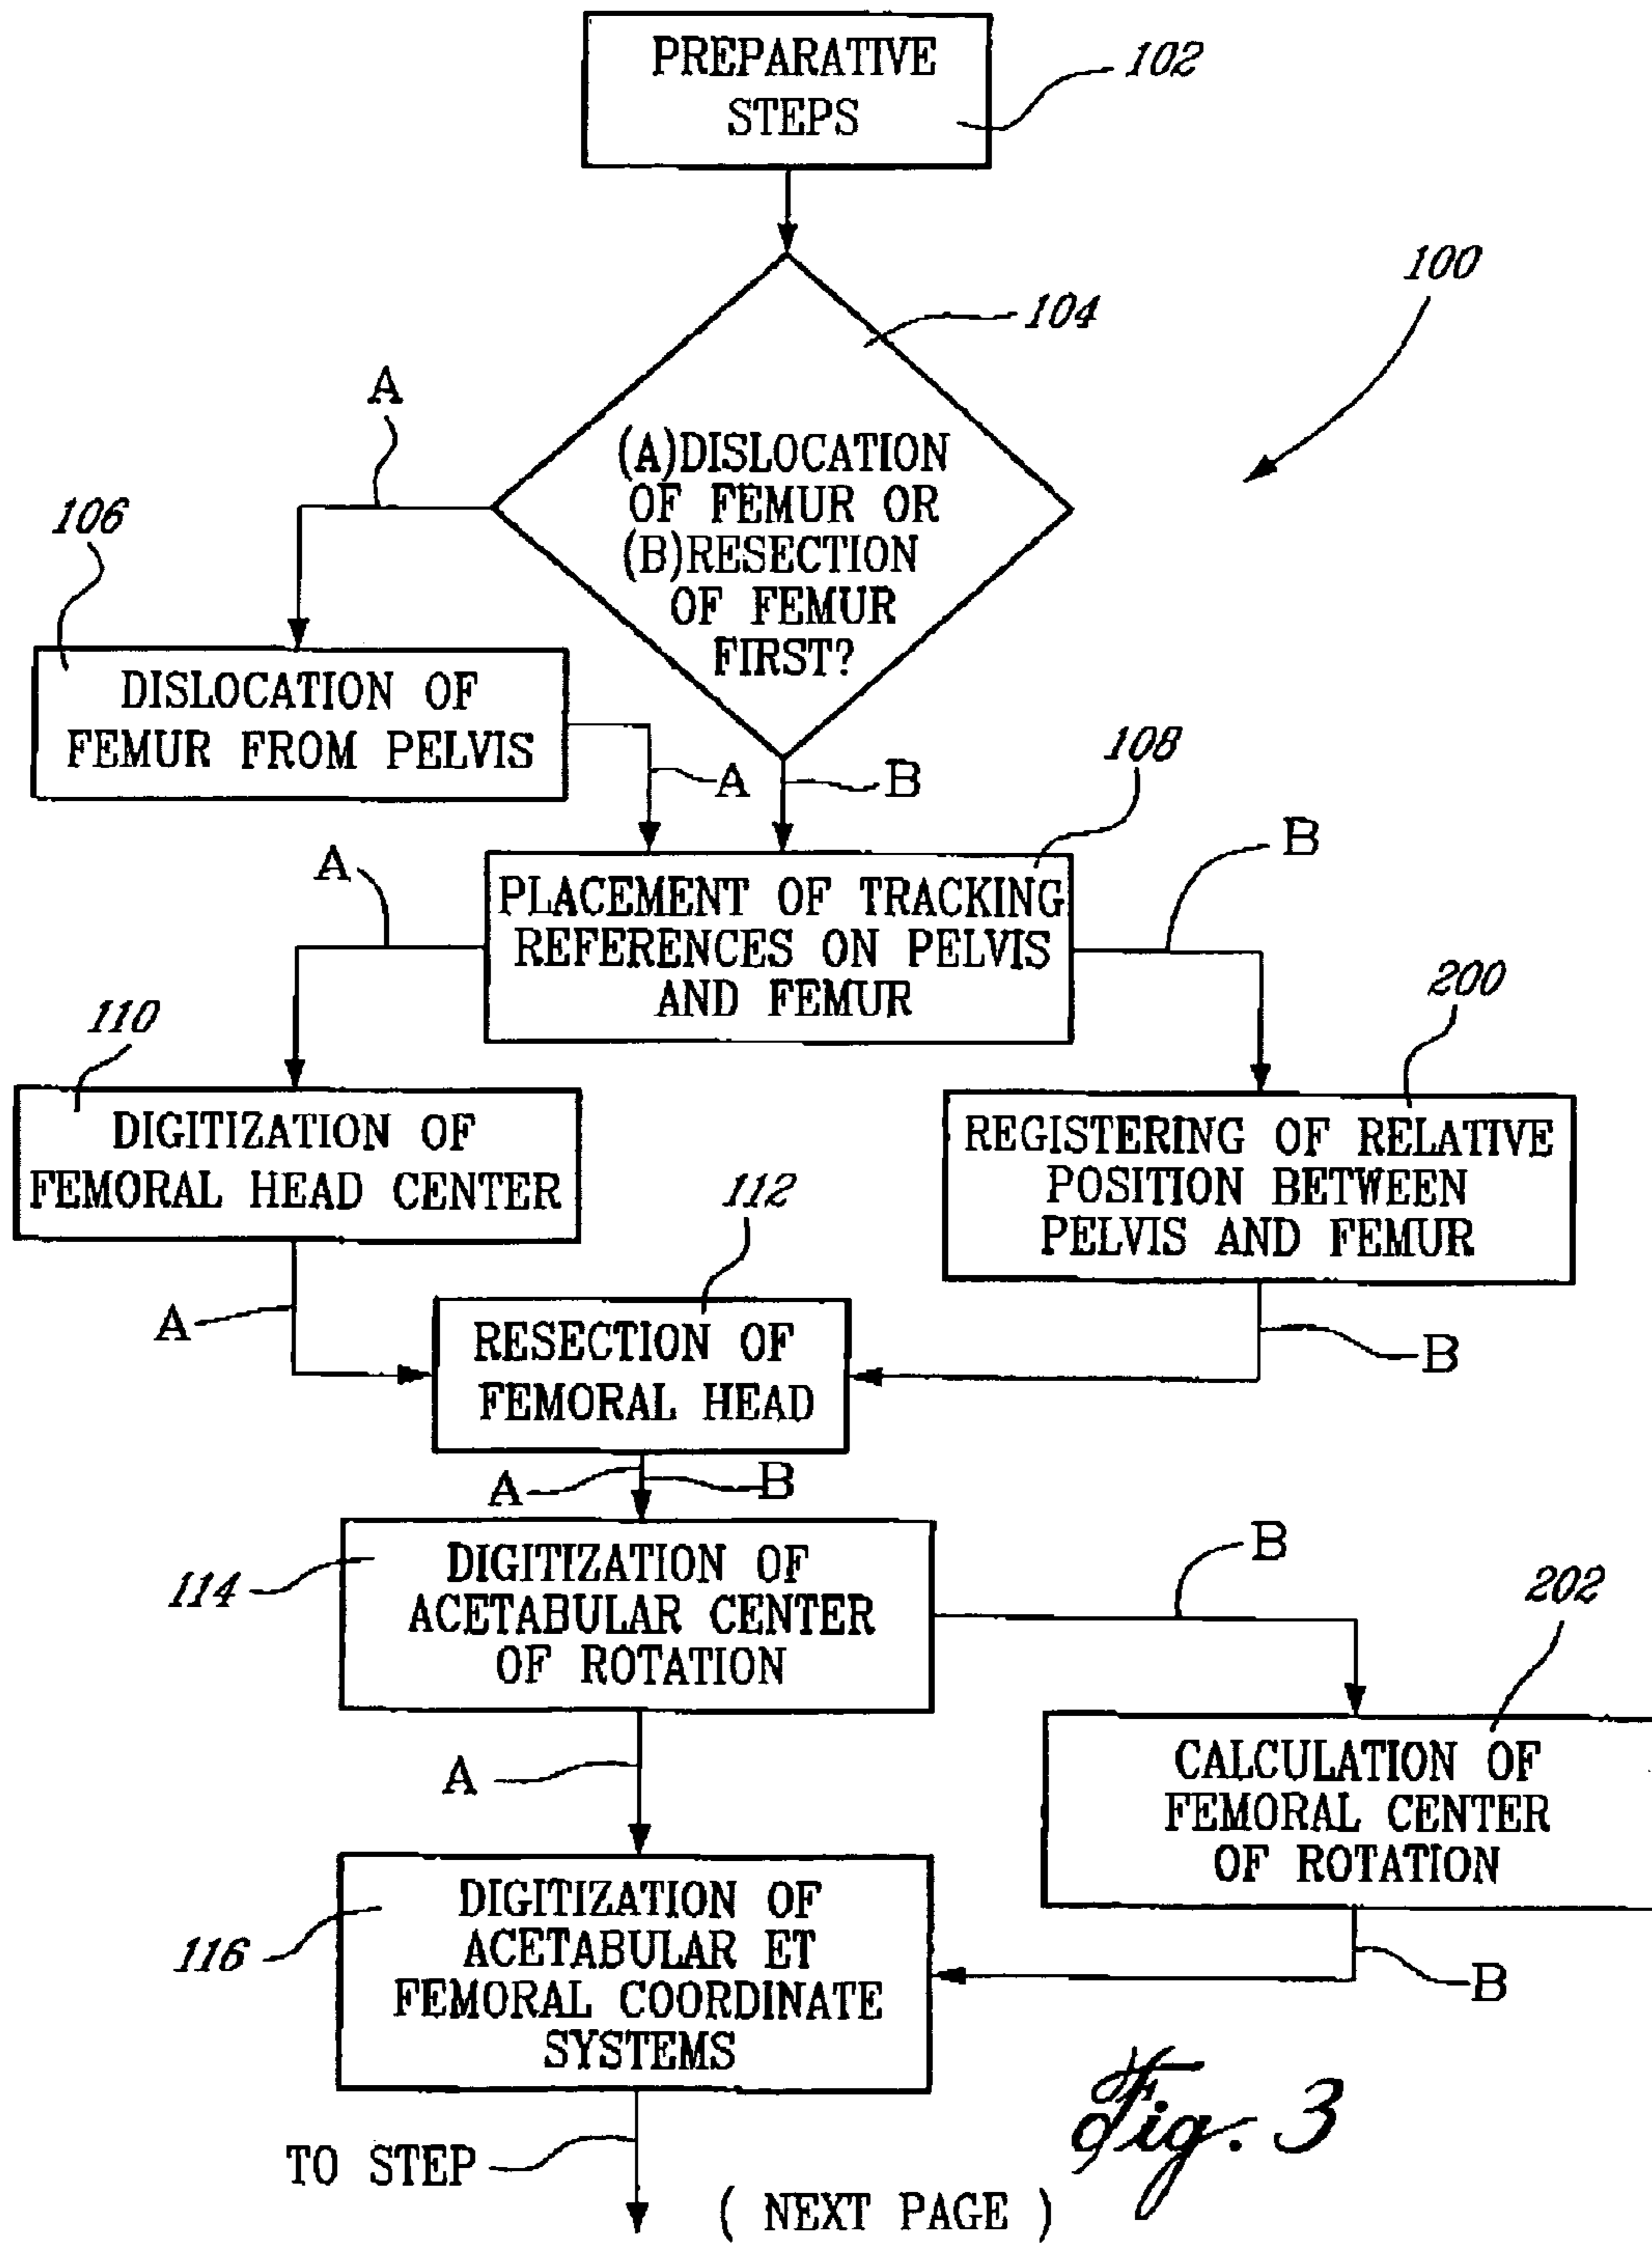 PREPARATIVE
STEPS
102
100
104
A
(A)DISLOCATION
OF FEMUR OR
(B)RESECTION
OF FEMUR
FIRST?
106
DISLOCATION OF
FEMUR FROM PELVIS
A
B
108
A
PLACEMENT OF TRACKING
REFERENCES ON PELVIS
AND FEMUR
B
110
DIGITIZATION OF
FEMORAL HEAD CENTER
200
REGISTERING OF RELATIVE
POSITION BETWEEN
PELVIS AND FEMUR
A
112
RESECTION OF
FEMORAL HEAD
B
A
B
114
DIGITIZATION OF
ACETABULAR CENTER
OF ROTATION
B
202
CALCULATION OF
FEMORAL CENTER
OF ROTATION
A
116
DIGITIZATION OF
ACETABULAR ET
FEMORAL COORDINATE
SYSTEMS
B
TO STEP
( NEXT PAGE )
Fig. 3